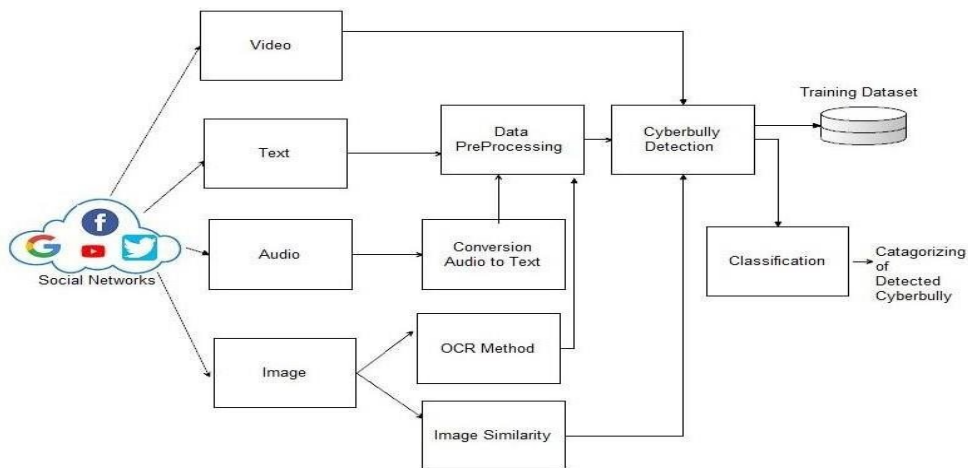 Video
Training Dataset
Data
PreProcessing
Cyberbully
Detection
Text
f
G
Social Networks
Audio
Conversion
Audio to Text
Classification
Catagorizing
of
Detected
Cyberbully
OCR Method
Image
Image Similarity